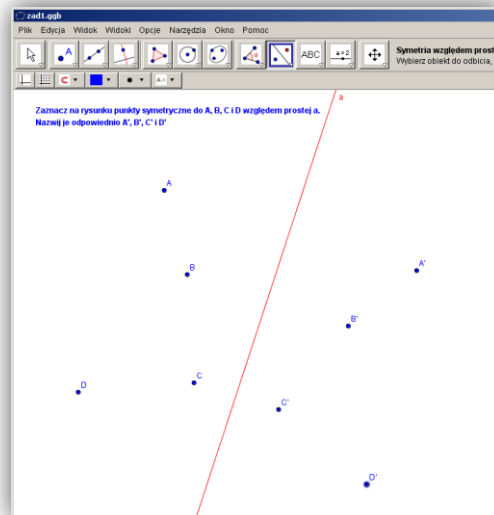 zad1.ggb
Plik Edycja Widok Widoki Opcje Narzędzia Okno Pomoc
A
α
ABC
a = 2
Symetria względem prost
Wybierz obiekt do odbicia,
AA
Zaznacz na rysunku punkty symetryczne do A, B, C i D względem prostej a.
Nazwij je odpowiednio A', B', C' i D'
a
A
B
A'
B'
C
D
C'
D'